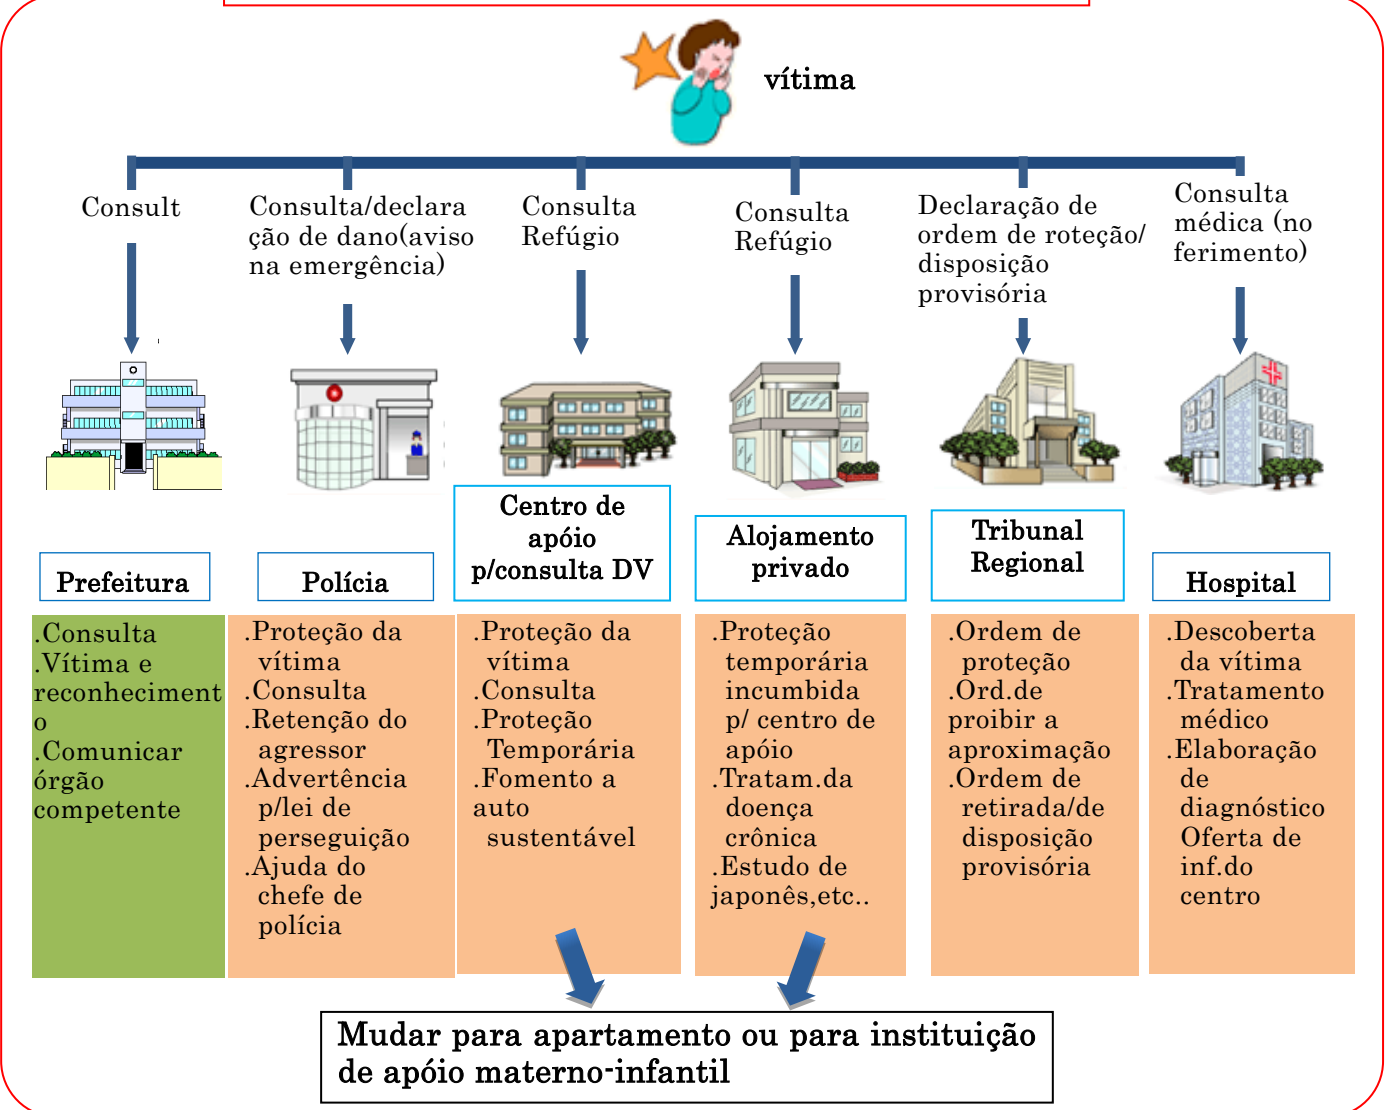 vítima
Consult
Consulta/declara
ção de dano(aviso
na emergência)
Consulta
Refúgio
Consulta
Refúgio
Declaração de
ordem de roteção/
disposição
provisória
Consulta
médica (no
ferimento)
Prefeitura
Polícia
Centro de
apóio
p/consulta DV
Alojamento
privado
Tribunal
Regional
Hospital
.Consulta
.Vítima e
reconheciment
o
.Comunicar
órgão
competente
.Proteção da
vítima
.Consulta
.Retenção do
agressor
.Advertência
p/lei de
perseguição
.Ajuda do
chefe de
polícia
.Proteção da
vítima
.Consulta
.Proteção
Temporária
.Fomento a
auto
sustentável
.Proteção
temporária
incumbida
p/ centro de
apóio
.Tratam.da
doença
crônica
.Estudo de
japonês,etc..
.Ordem de
proteção
.Ord.de
proibir a
aproximação
.Ordem de
retirada/de
disposição
provisória
.Descoberta
da vítima
.Tratamento
médico
.Elaboração
de
diagnóstico
Oferta de
inf.do
centro
Mudar para apartamento ou para instituição
de apóio materno-infantil